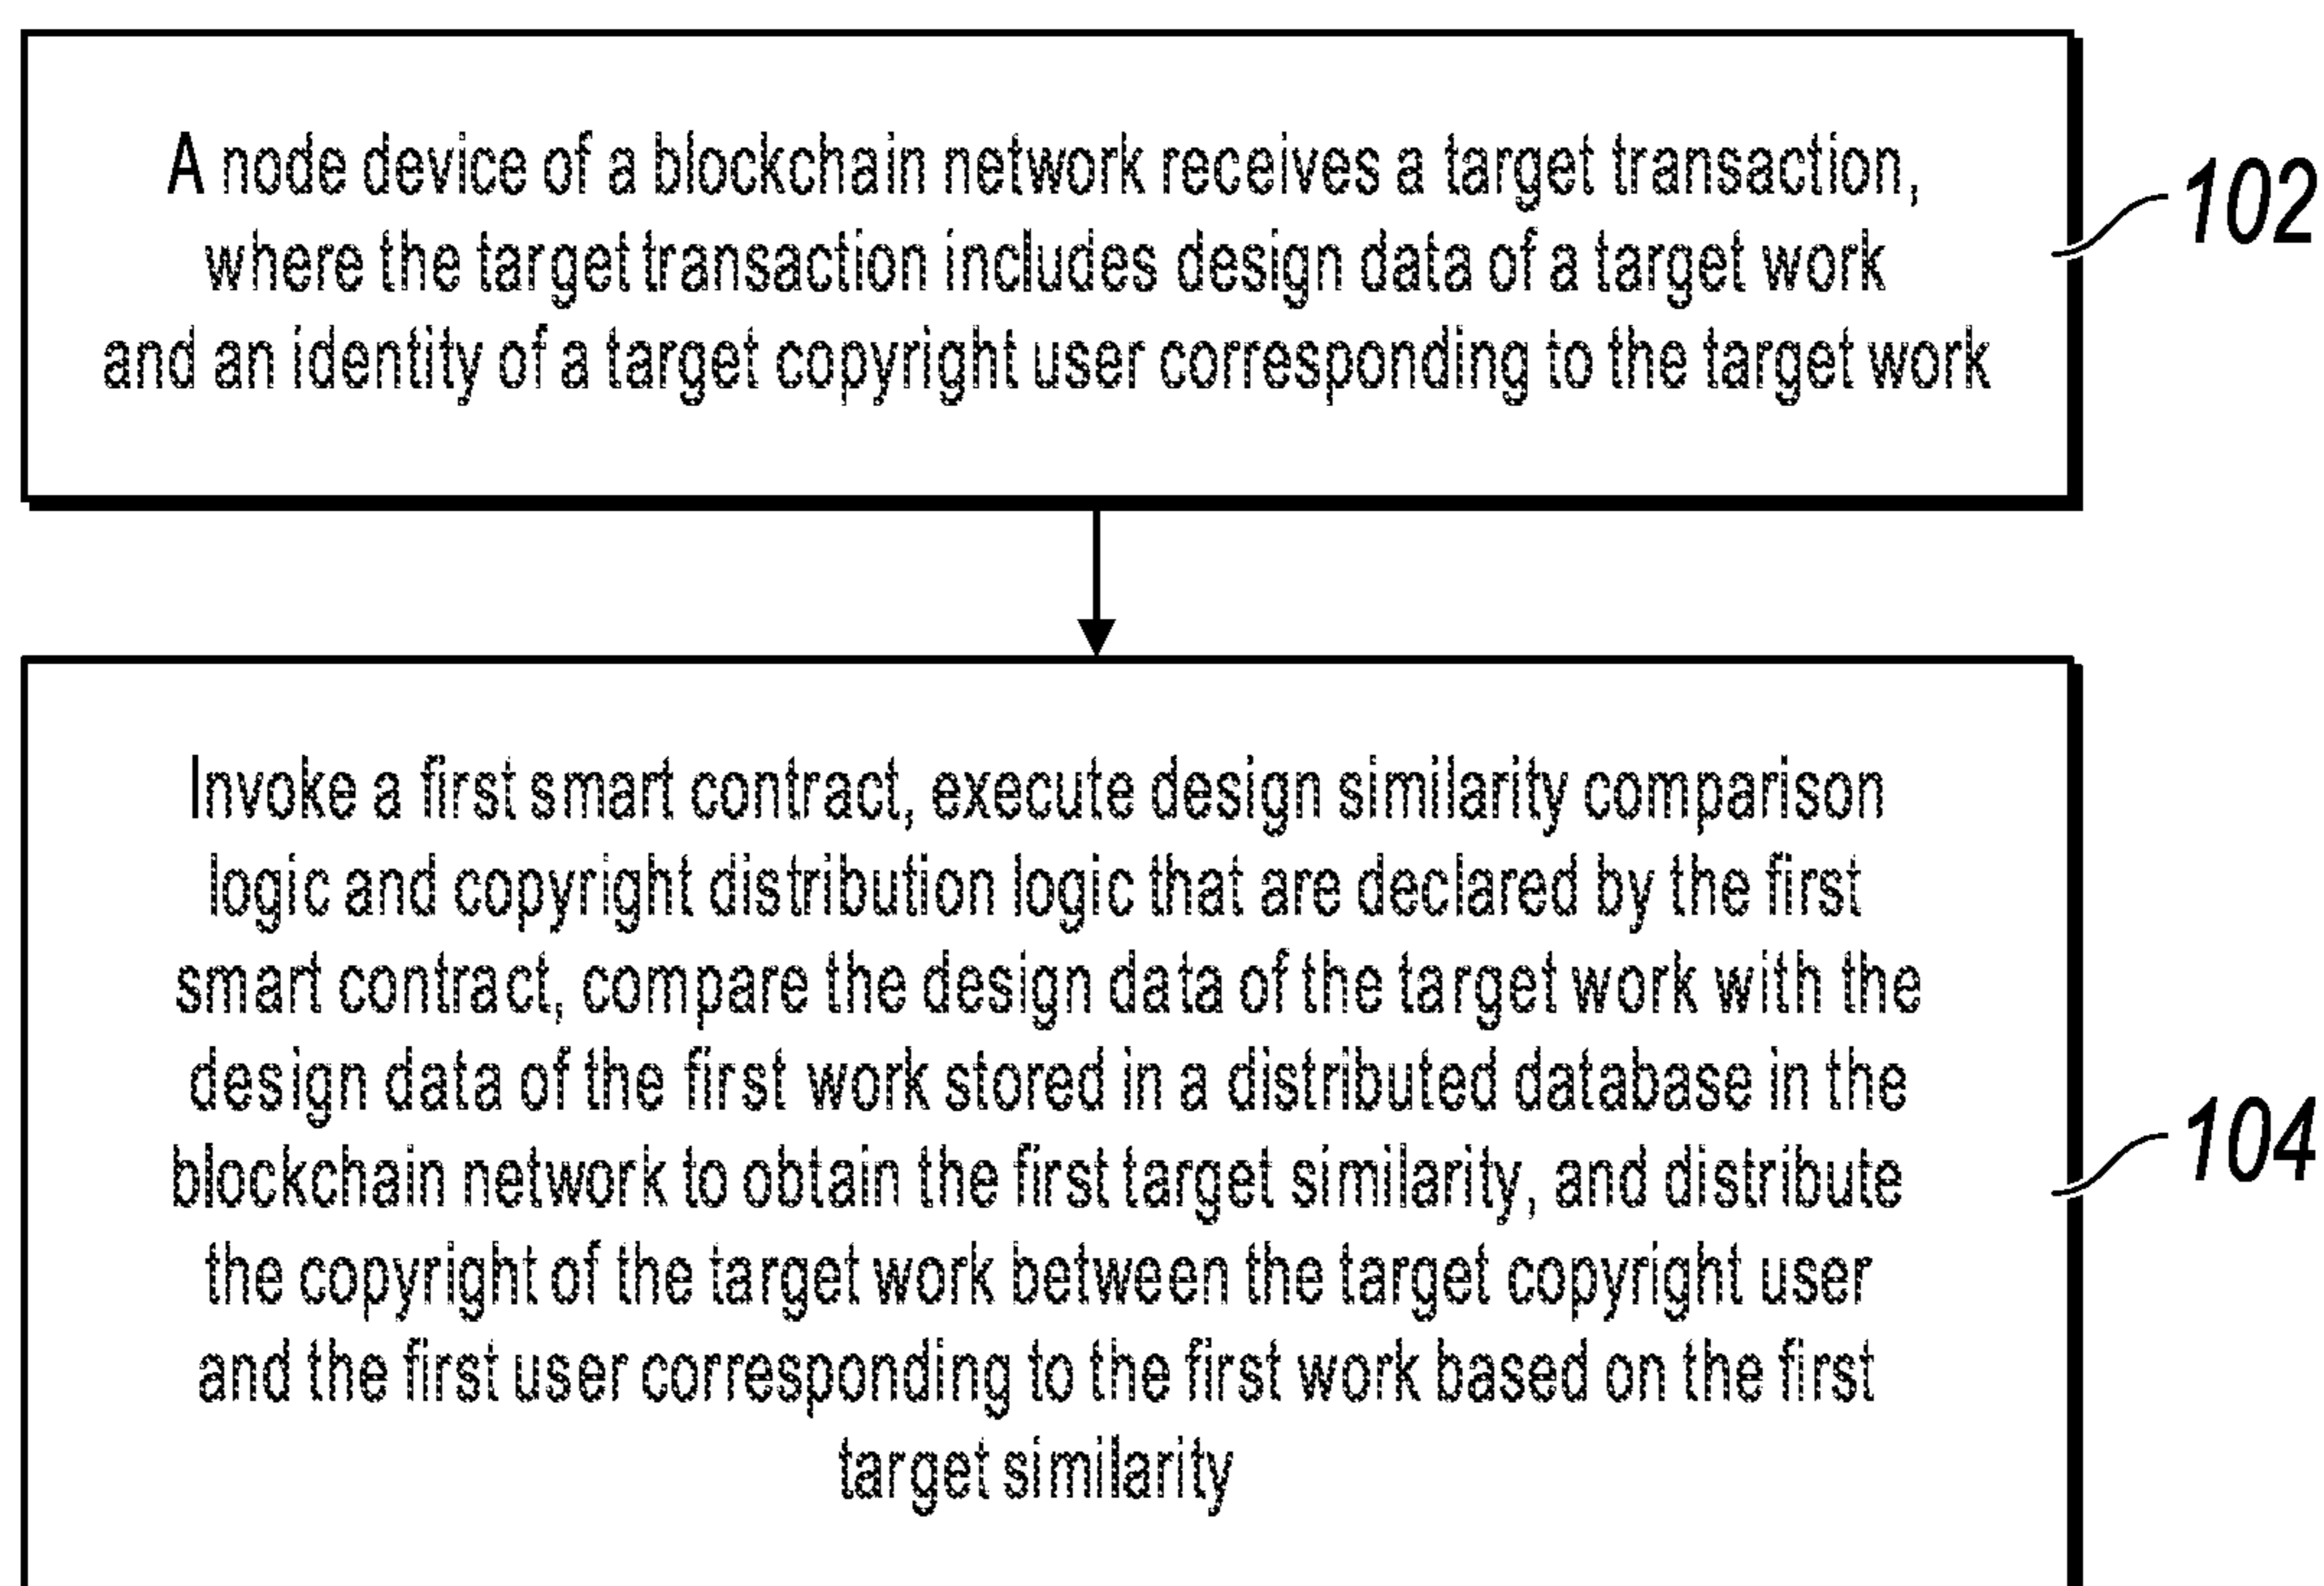 A node device of a blockchain network receives a target transaction,
where the target transaction includes design data of a target work
and an identity of a target copyright user corresponding to the target work
102
Invoke a first smart contract, execute design similarity comparison
logic and copyright distribution logic that are declared by the first
smart contract, compare the design data of the target work with the
design data of the first work stored in a distributed database in the
blockchain network to obtain the first target similarity, and distribute
the copyright of the target work between the target copyright user
and the first user corresponding to the first work based on the first
target similarity
104